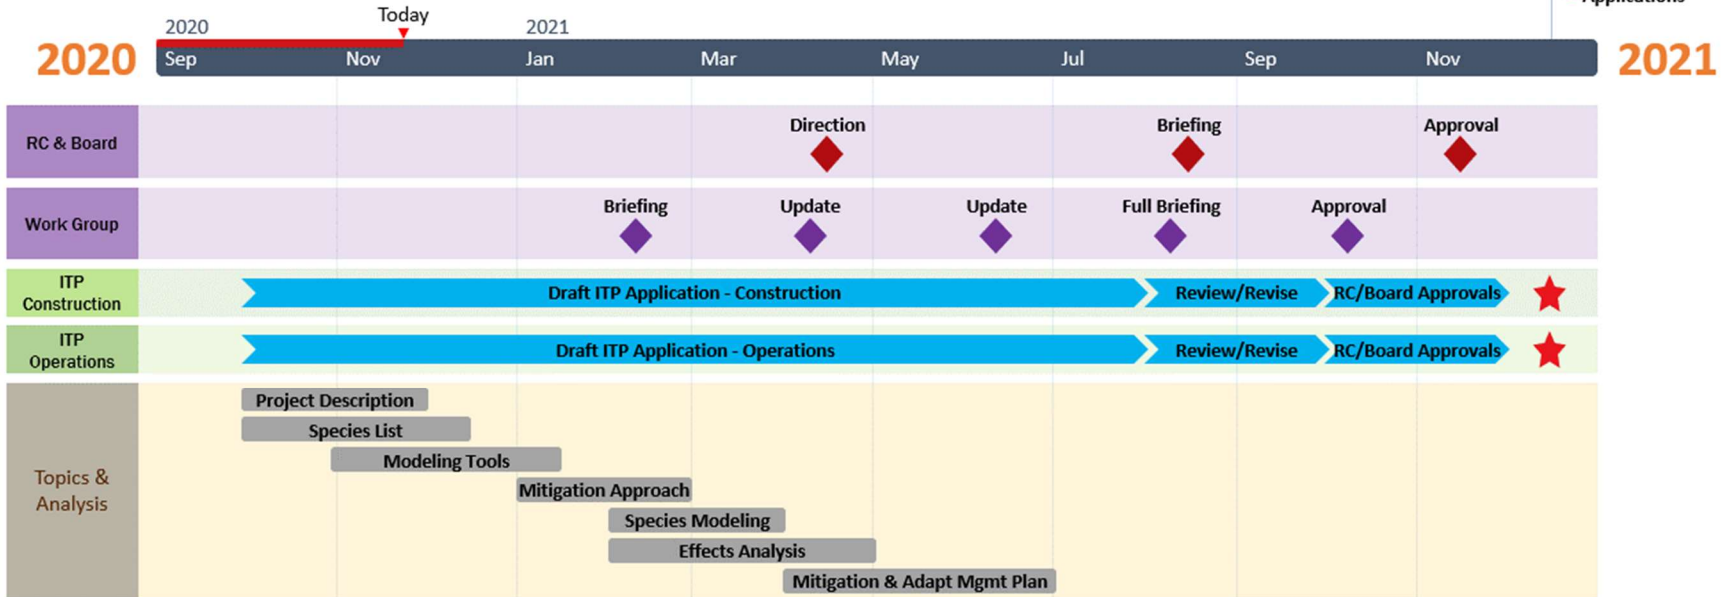 Applications
Today
2020
2021
2020
Sep
Nov
Jan
Mar
May
Jul
Sep
Nov
2021
RC & Board
Direction
Briefing
Approval
Work Group
Briefing
Update
Update
Full Briefing
Approval
ITP
Construction
Draft ITP Application - Construction
Review/Revise
RC/Board Approvals
ITP
Operations
Draft ITP Application - Operations
Review/Revise
RC/Board Approvals
Topics &
Analysis
Project Description
Species List
Modeling Tools
Mitigation Approach
Species Modeling
Effects Analysis
Mitigation & Adapt Mgmt Plan